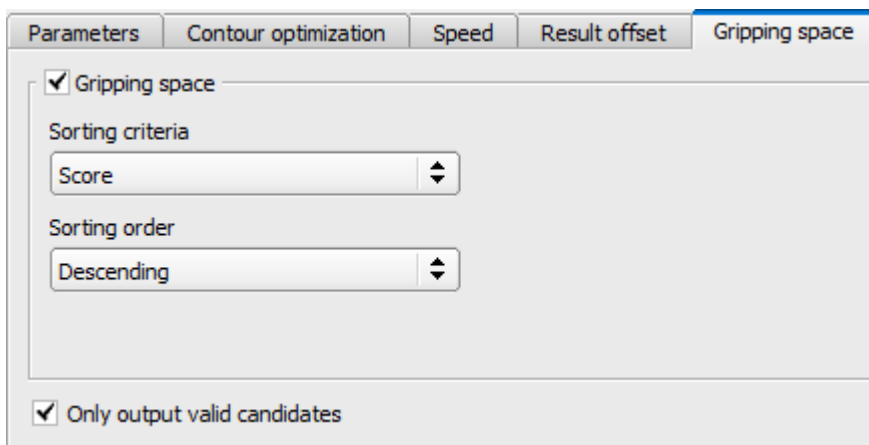 Parameters Contour optimization Speed Result offset Gripping space
Gripping space
Sorting criteria
Score
Sorting order
Descending
Only output valid candidates